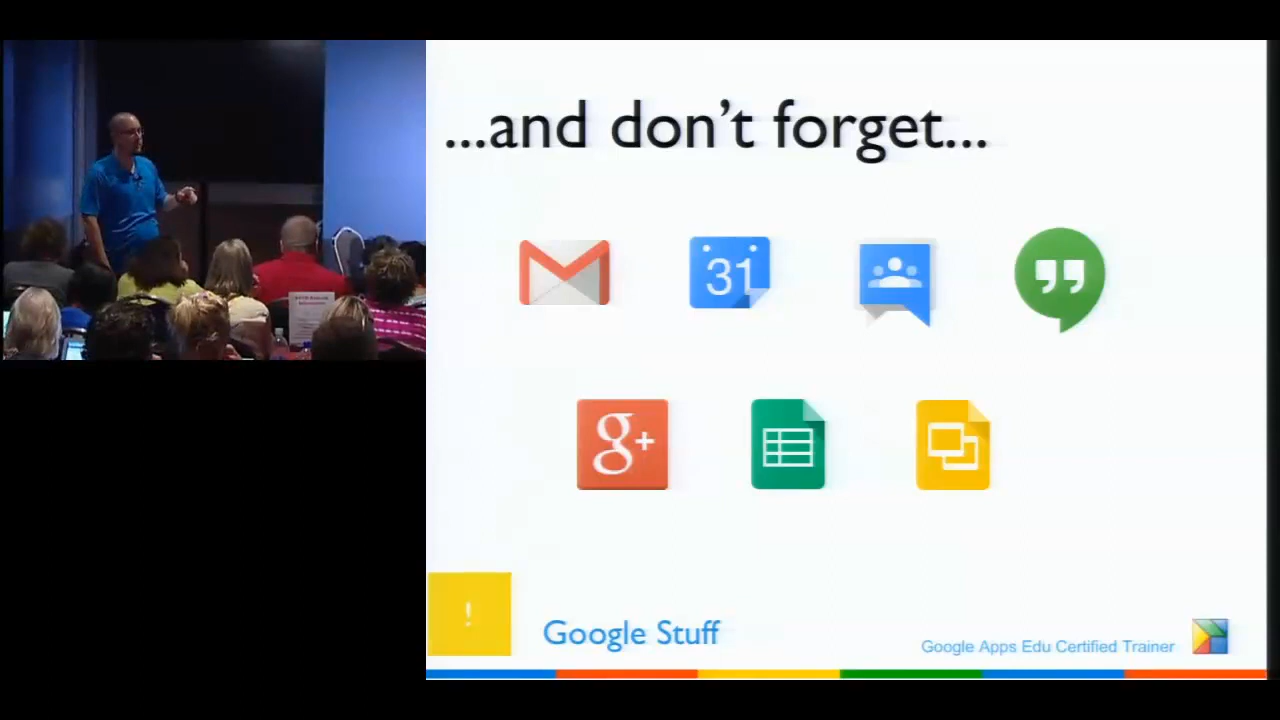 ...and don't forget...
31
g+
!
Google Stuff
Google Apps Edu Certified Trainer